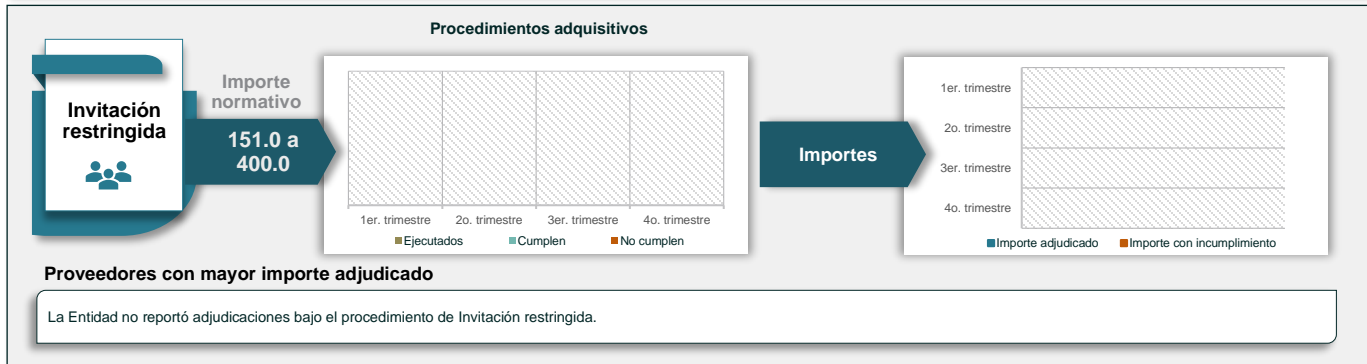 Procedimientos adquisitivos
Invitación
restringida
Importe
normativo
151.0 a
400.0
1er. trimestre
2o. trimestre
3er. trimestre
4o. trimestre
Ejecutados
Cumplen
No cumplen
Importes
1er. trimestre
2o. trimestre
3er. trimestre
4o. trimestre
Importe adjudicado
Importe con incumplimiento
Proveedores con mayor importe adjudicado
La Entidad no reportó adjudicaciones bajo el procedimiento de Invitación restringida.